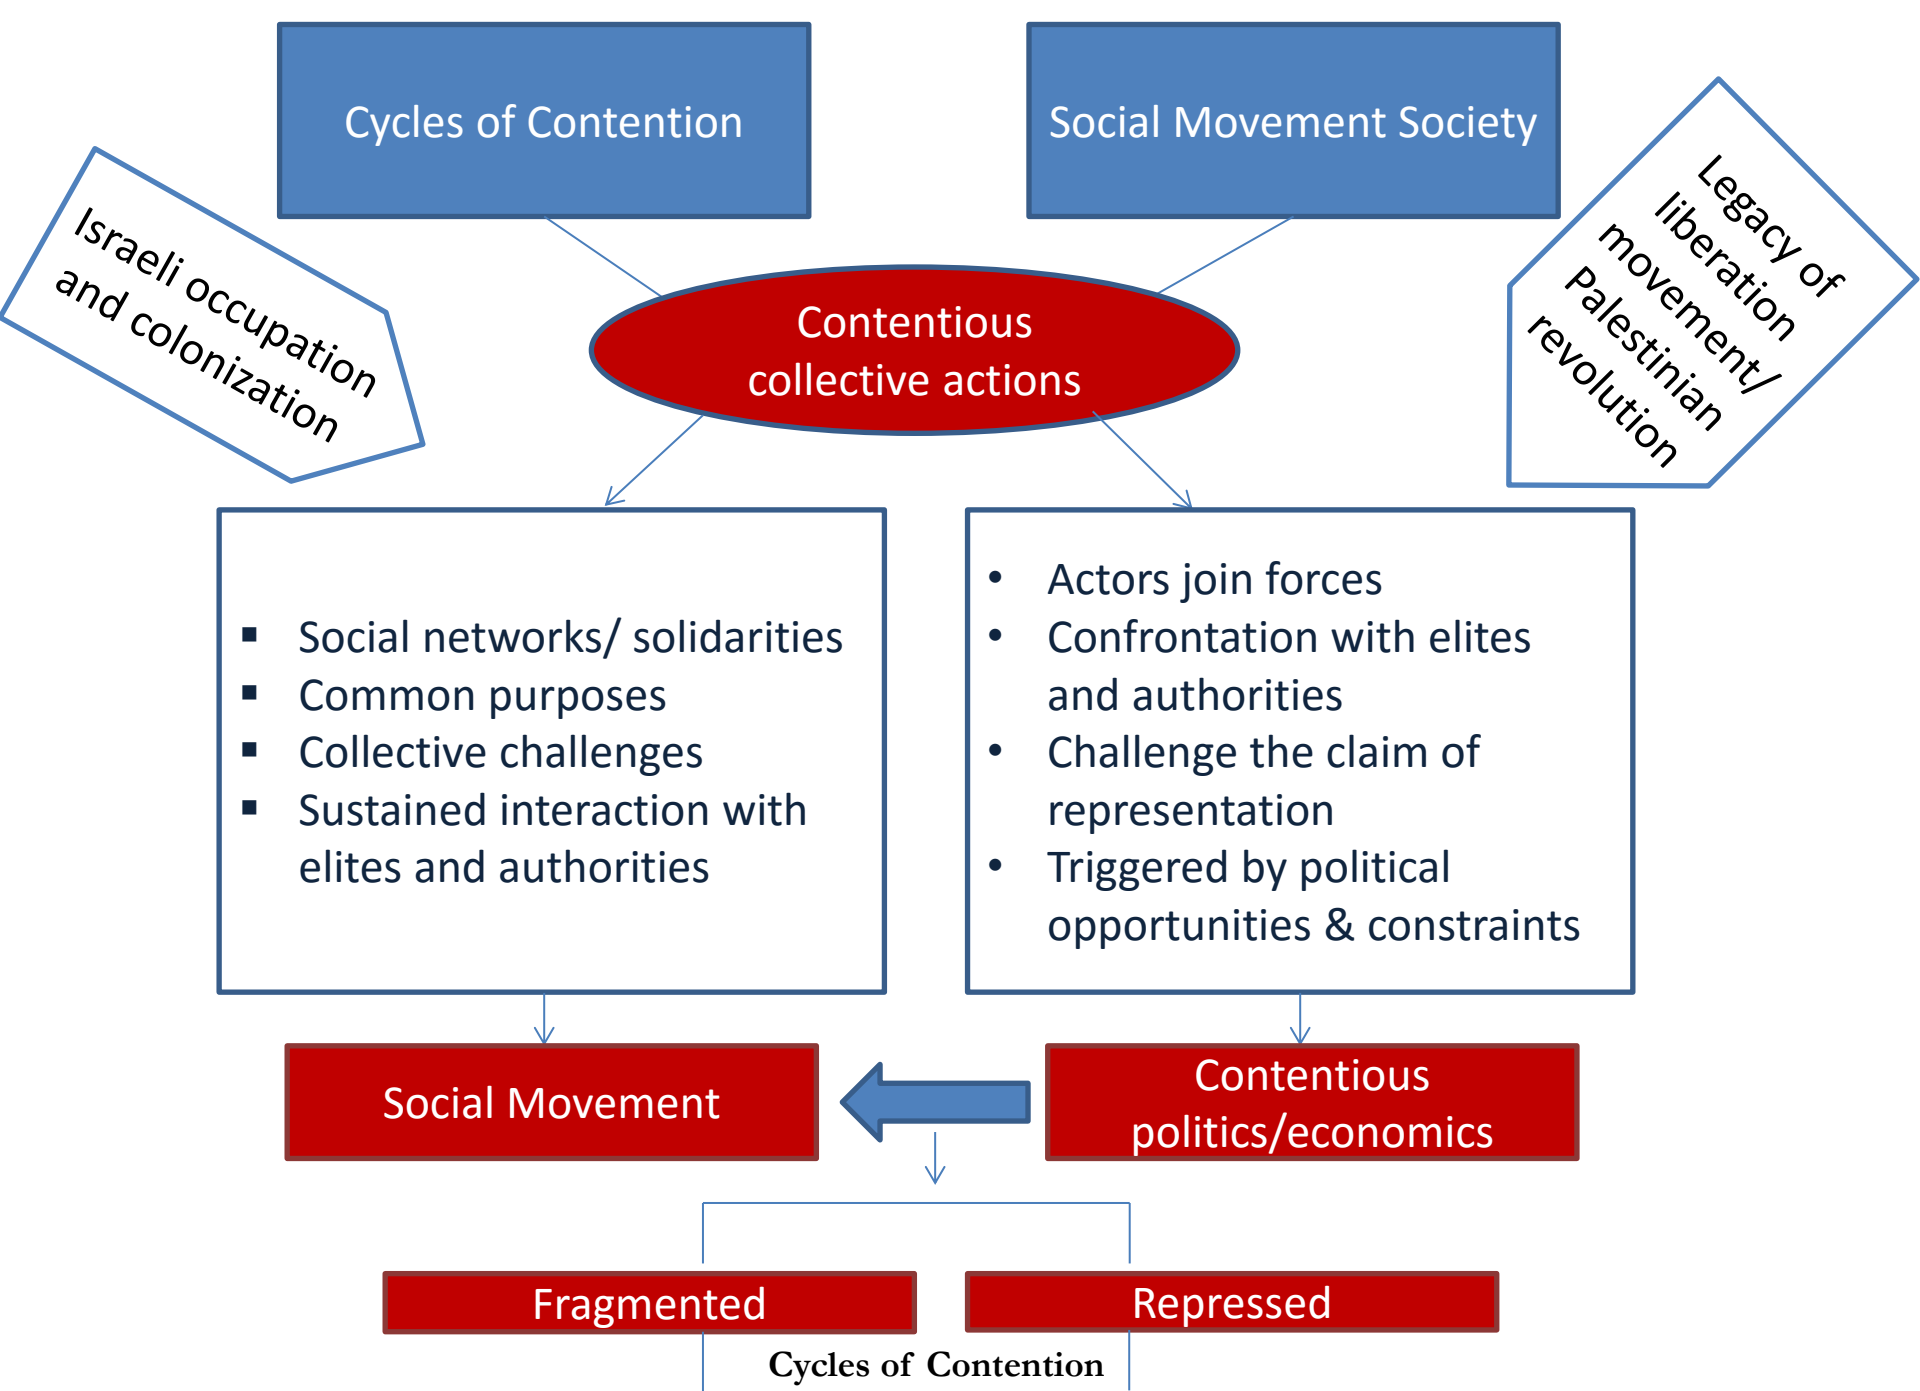 Cycles of Contention
Social Movement Society
Israeli occupation
and colonization
Legacy of
liberation
movement/
Palestinian
revolution
Contentious
collective actions
▪ Social networks/ solidarities
▪ Common purposes
▪ Collective challenges
▪ Sustained interaction with
elites and authorities
• Actors join forces
• Confrontation with elites
and authorities
• Challenge the claim of
representation
• Triggered by political
opportunities & constraints
Social Movement
Contentious
politics/economics
Fragmented
Repressed
Cycles of Contention